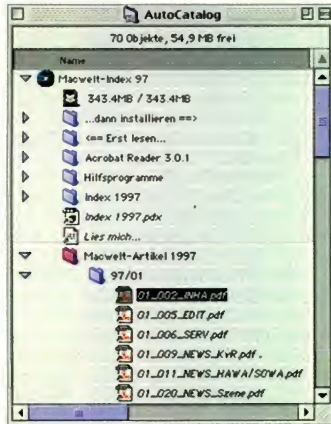 AutoCatalog
70 Objekte, 54,9 MB frei
Name
Macwelt-Index 97
343.4MB / 343.4MB
...dann installieren ==>
<== Erst lesen...
Acrobat Reader 3.0.1
Hilfsprogramme
Index 1997
Index 1997.pdx
Lies mich...
Macwelt-Artikel 1997
97/01
01_002_INHA.pdf
01_005_EDIT.pdf
01_006_SERV.pdf
01_009_NEWS_KvR.pdf
01_011_NEWS_HAWA/SOWA.pdf
01_020_NEWS_Szene.pdf